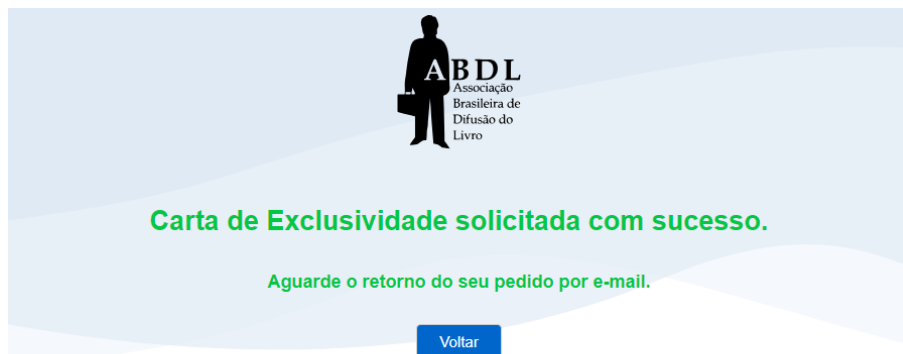 ABDL
Associação
Brasileira de
Difusão do
Livro
Carta de Exclusividade solicitada com sucesso.
Aguarde o retorno do seu pedido por e-mail.
Voltar